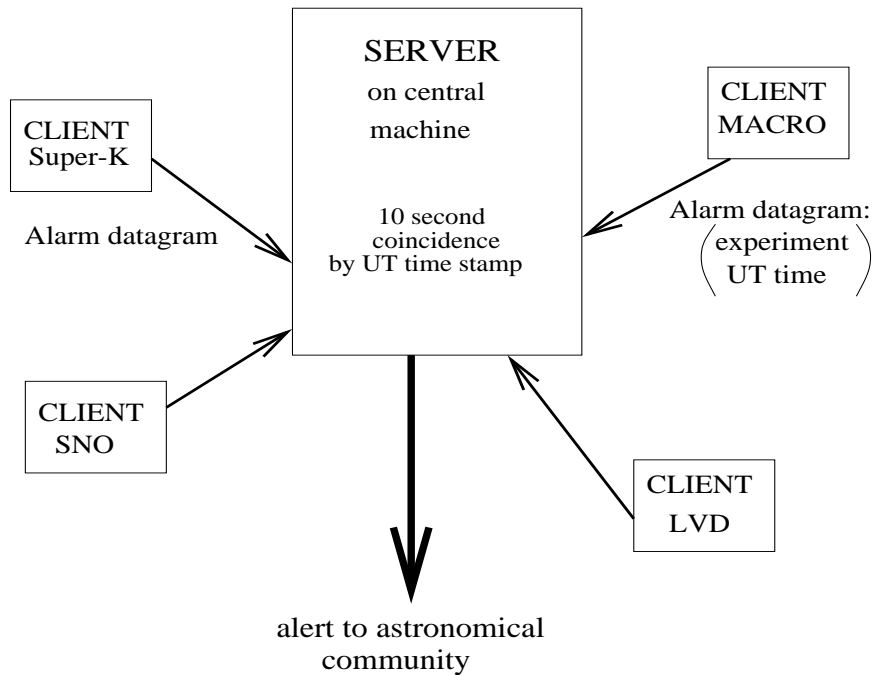 SERVER
on central
machine
10 second
coincidence
by UT time stamp
CLIENT
Super-K
Alarm datagram
CLIENT
MACRO
Alarm datagram:
experiment
UT time
CLIENT
SNO
CLIENT
LVD
alert to astronomical
community